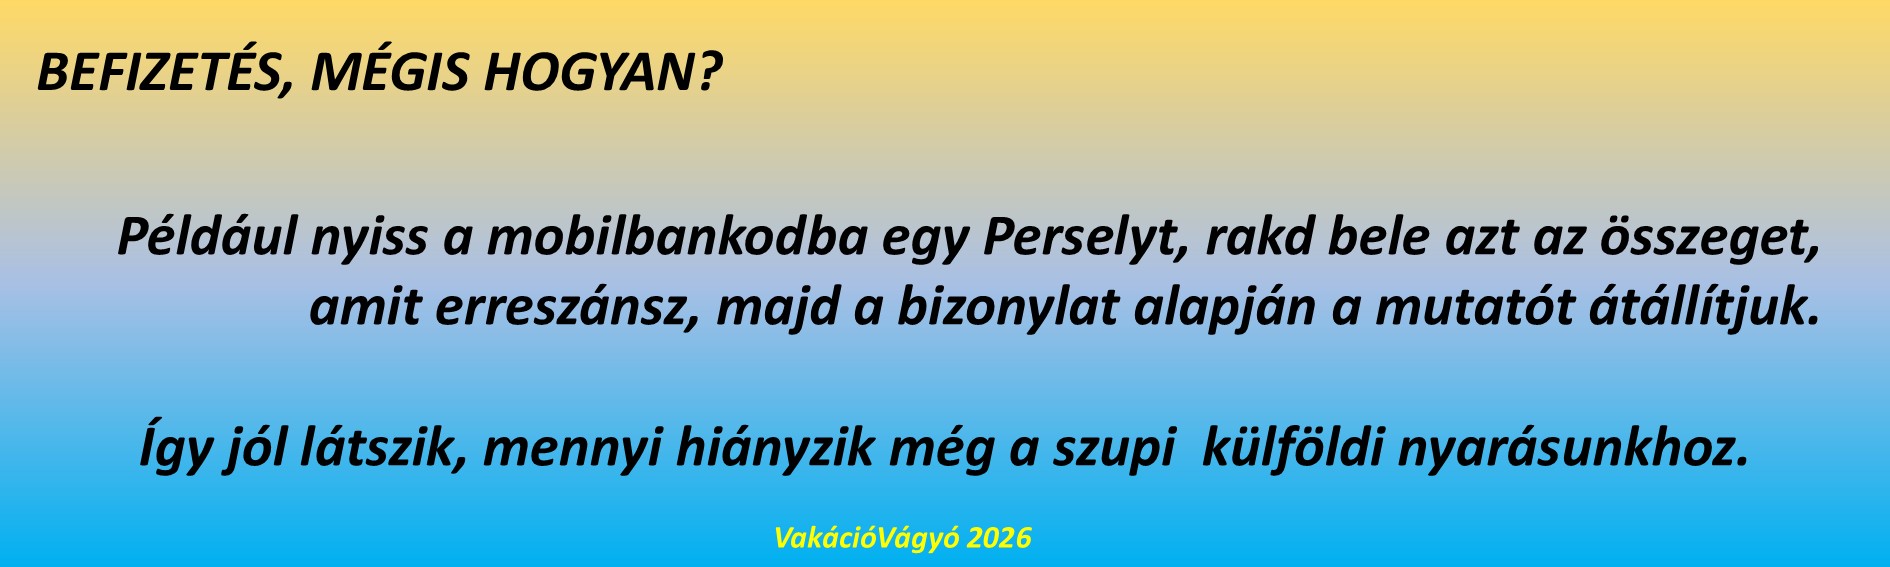 BEFIZETÉS, MÉGIS HOGYAN?
Például nyiss a mobilbankodba egy Perselyt, rakd bele azt az összeget,
amit erreszánsz, majd a bizonylat alapján a mutatót átállítjuk.
Így jól látszik, mennyi hiányzik még a szupi  külföldi nyarásunkhoz.
VakációVágyó 2026